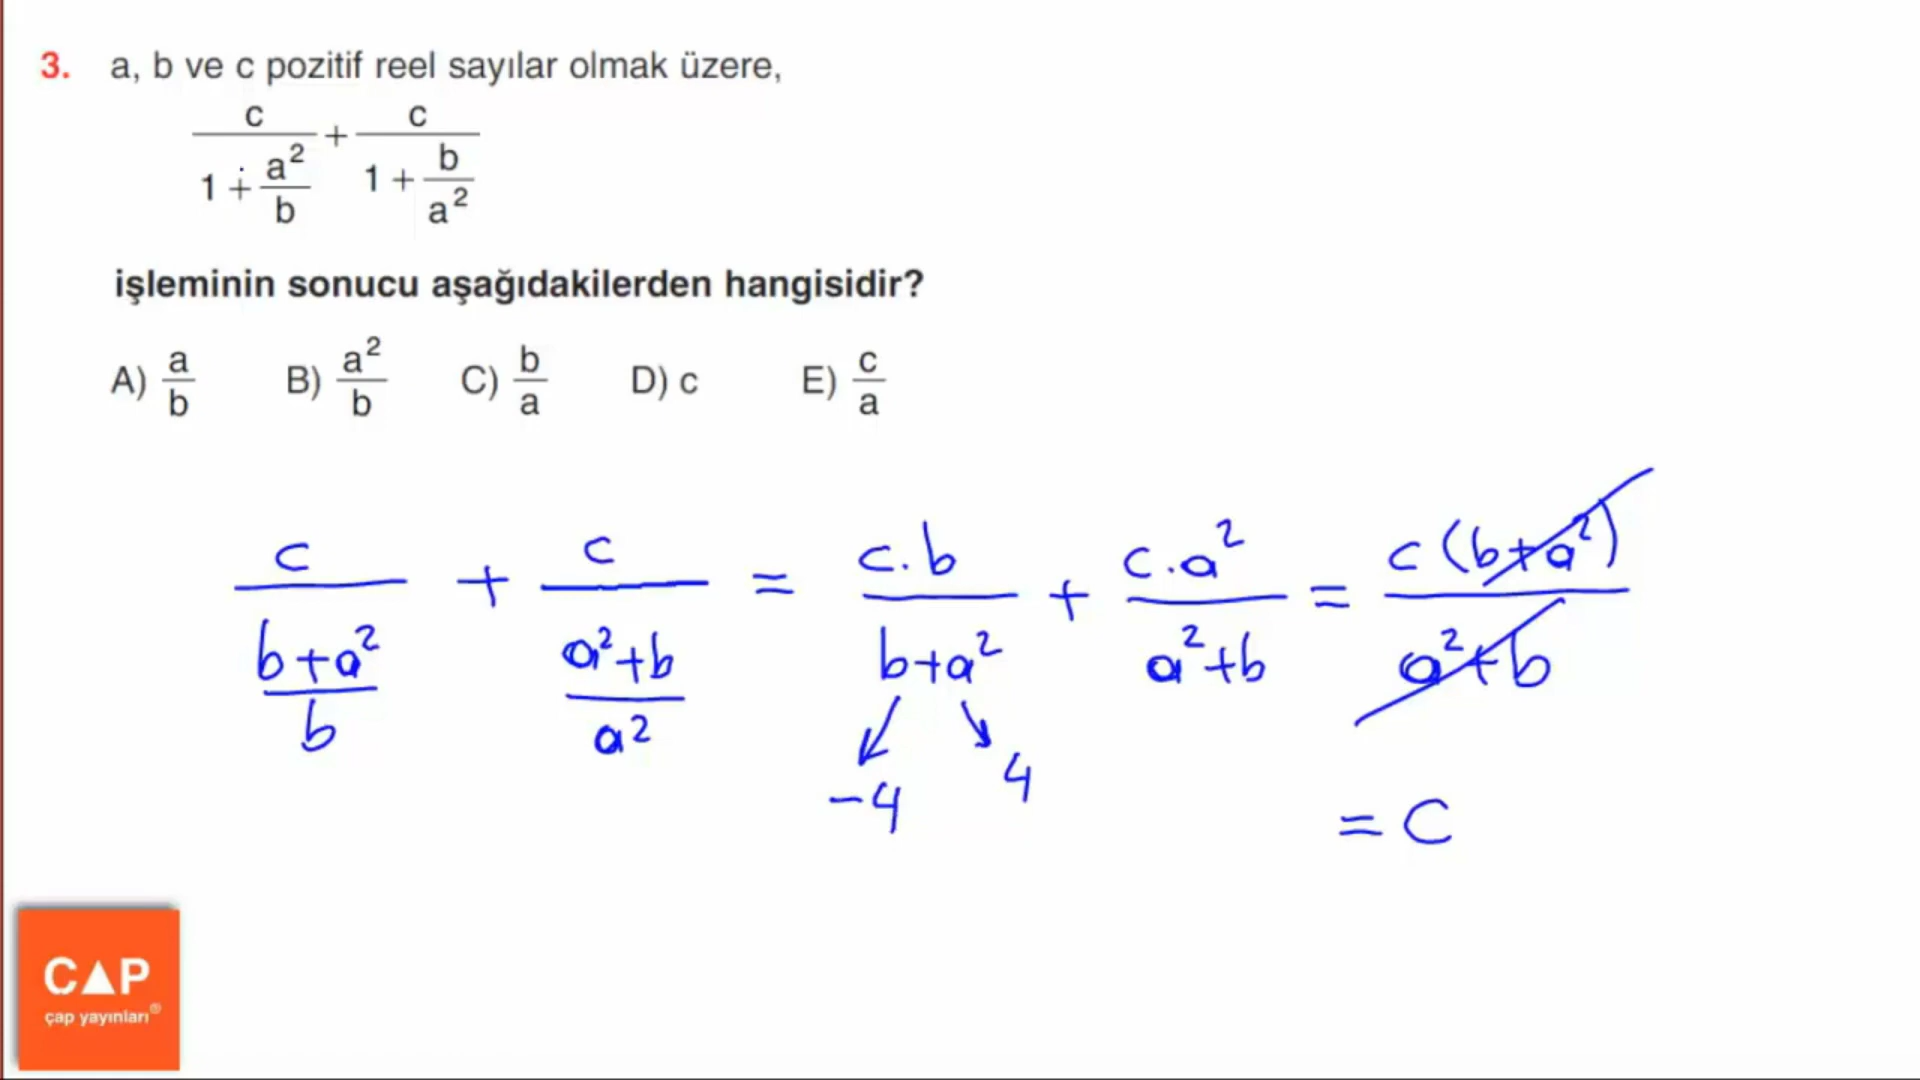 3. a, b ve c pozitif reel sayılar olmak üzere,
c/(1 + a²/b) + c/(1 + b/a²)
işleminin sonucu aşağıdakilerden hangisidir?
A) a/b B) a²/b C) b/a D) c E) c/a
c/((b+a²)/b) + c/((a²+b)/a²) = c.b/(b+a²) + c.a²/(a²+b) = c(b+a²)/(a²+b)
-4 4
= c
CAP
çap yayınları®